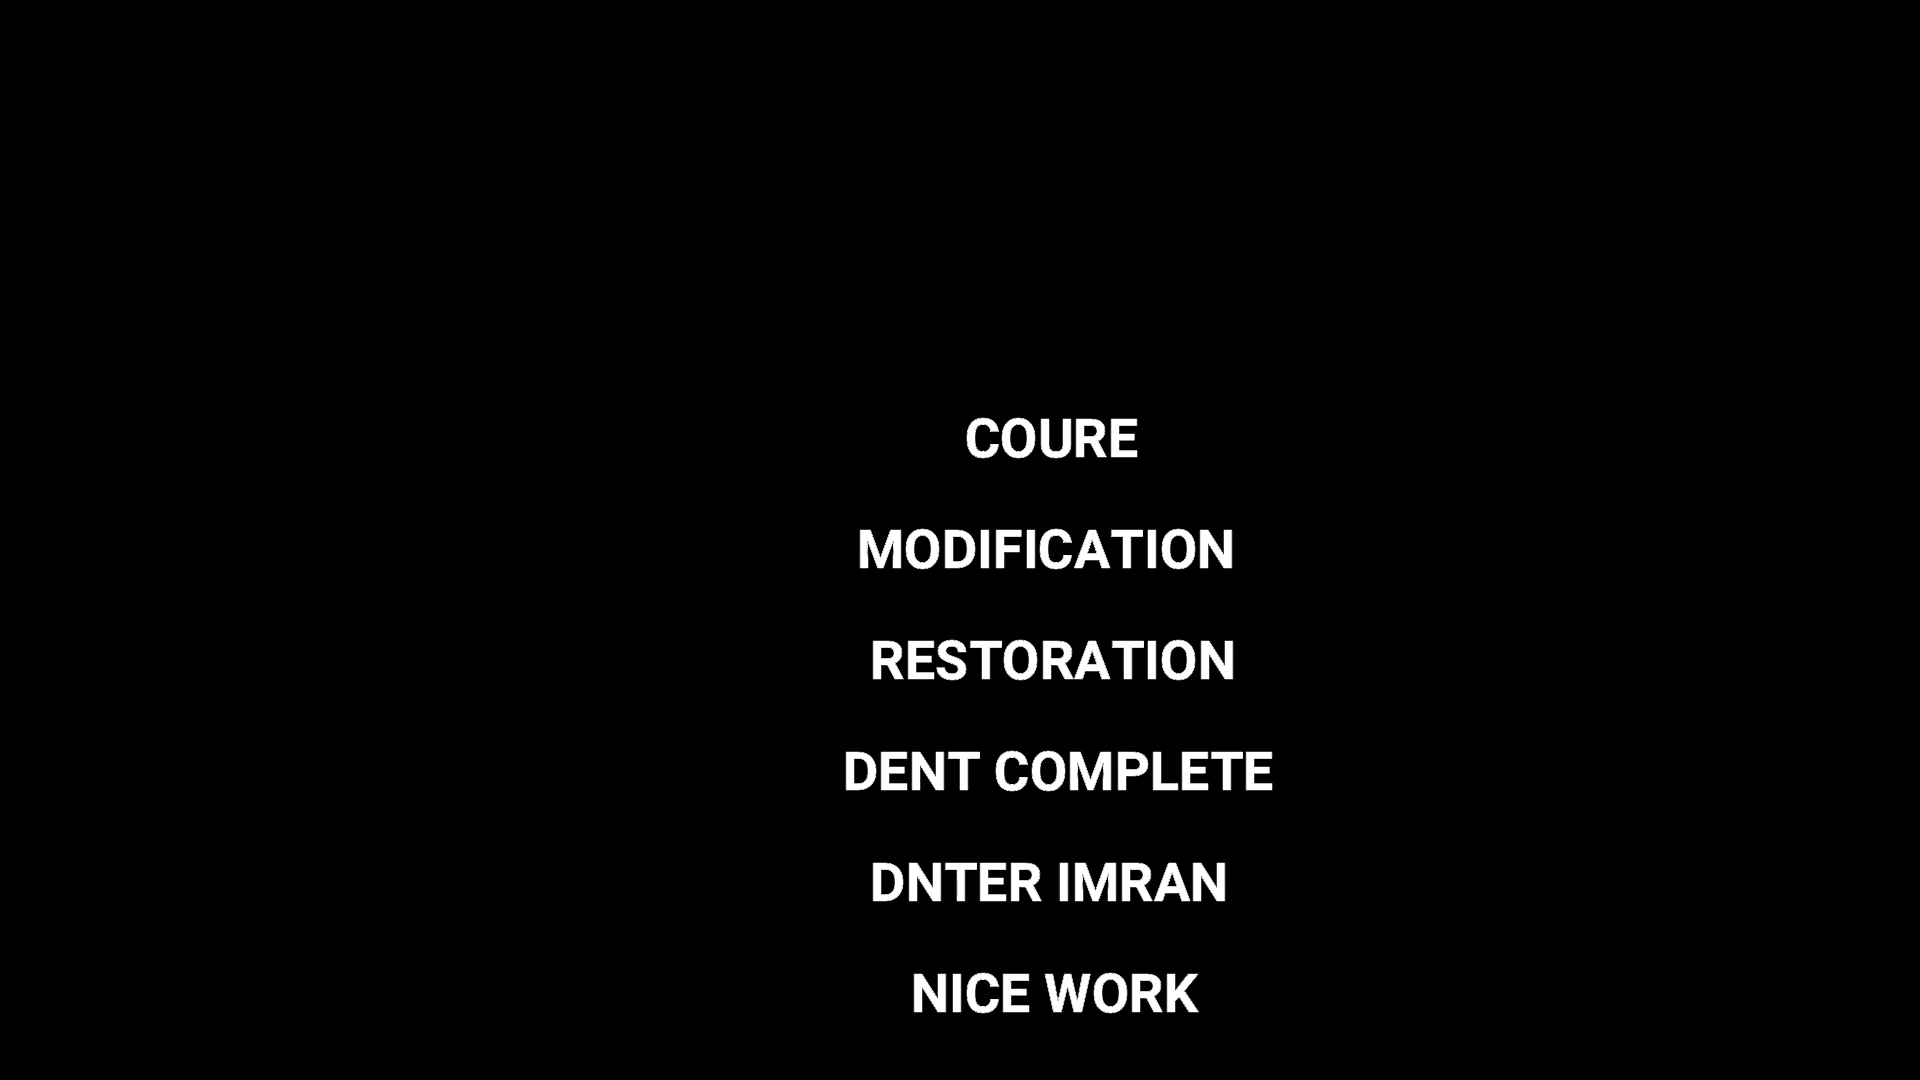 COURE
MODIFICATION
RESTORATION
DENT COMPLETE
DNTER IMRAN
NICE WORK